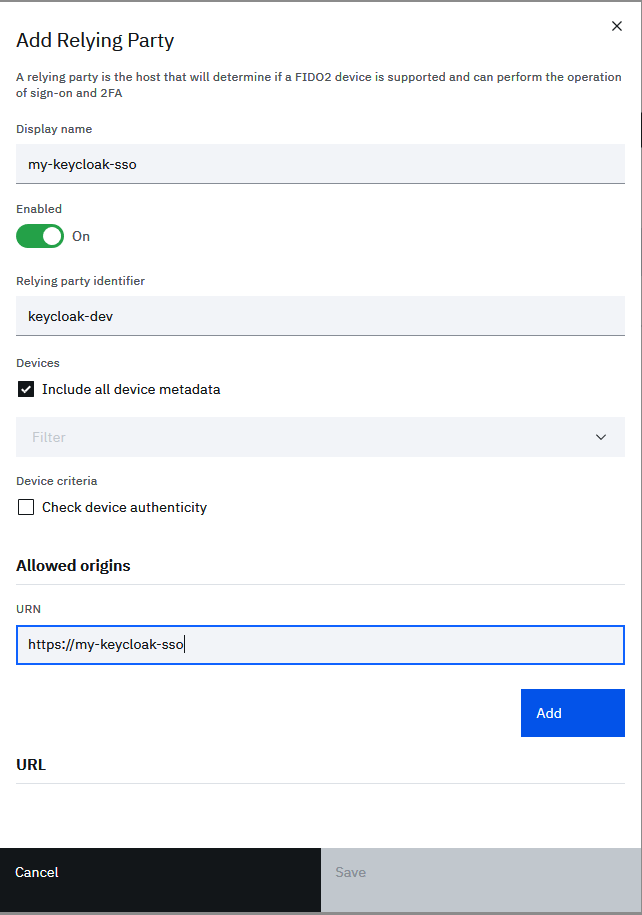 Add Relying Party
A relying party is the host that will determine if a FIDO2 device is supported and can perform the operation
of sign-on and 2FA
Display name
my-keycloak-sso
Enabled
On
Relying party identifier
keycloak-dev
Devices
Include all device metadata
Filter
Device criteria
Check device authenticity
Allowed origins
URN
https://my-keycloak-sso
Add
URL
Cancel
Save